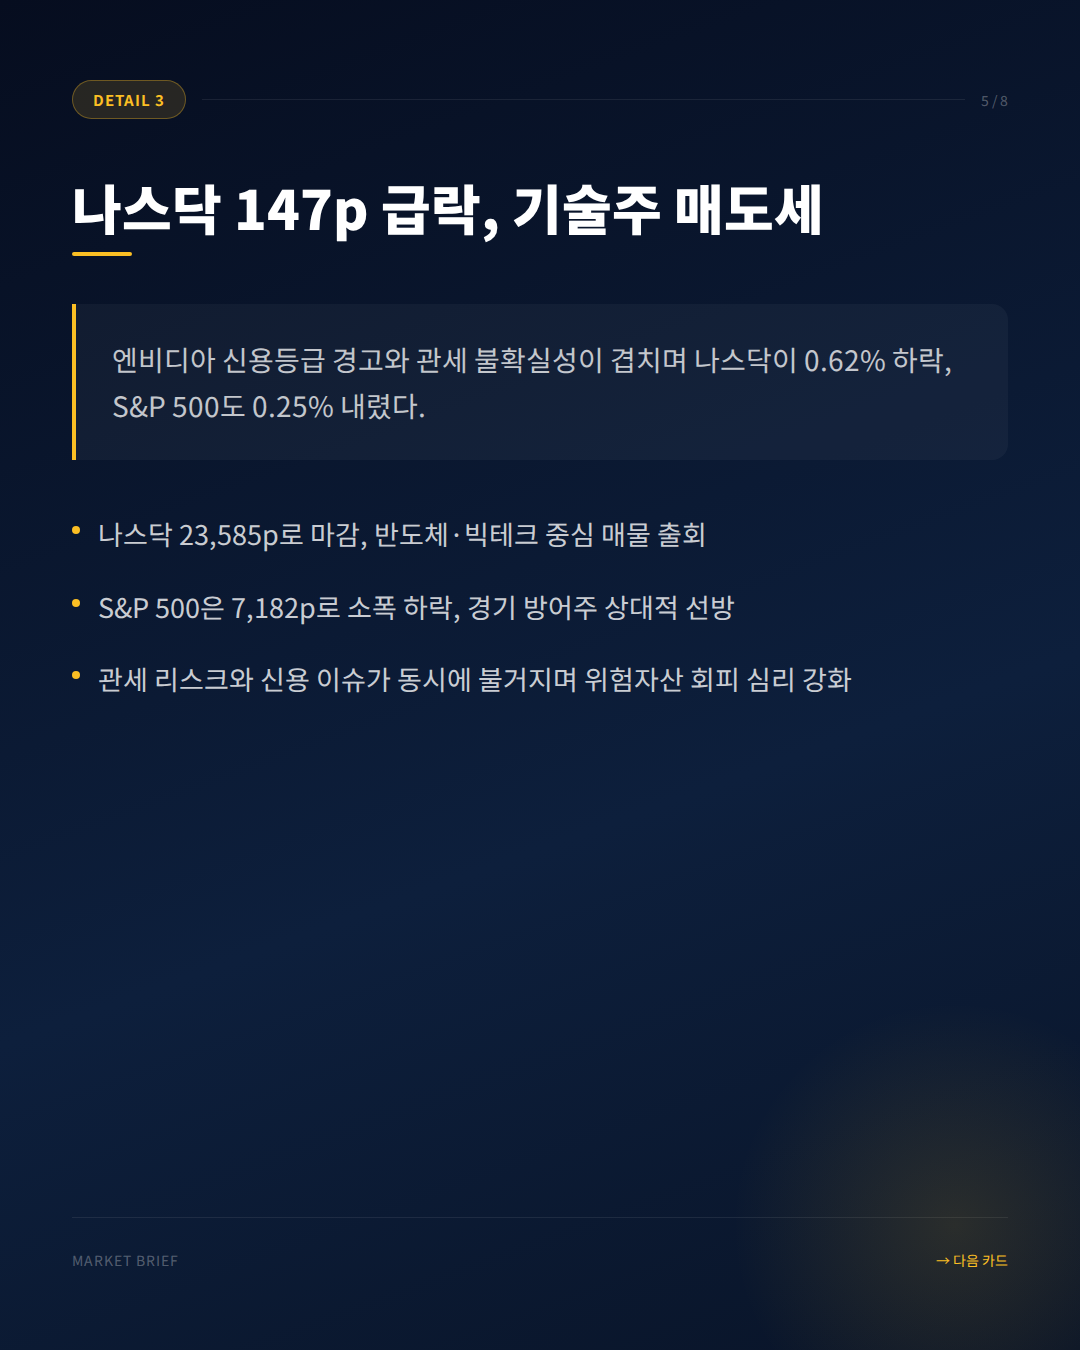 DETAIL 3
5 / 8
나스닥 147p 급락, 기술주 매도세
엔비디아 신용등급 경고와 관세 불확실성이 겹치며 나스닥이 0.62% 하락,
S&P 500도 0.25% 내렸다.
나스닥 23,585p로 마감, 반도체·빅테크 중심 매물 출회
S&P 500은 7,182p로 소폭 하락, 경기 방어주 상대적 선방
관세 리스크와 신용 이슈가 동시에 불거지며 위험자산 회피 심리 강화
MARKET BRIEF
→ 다음 카드